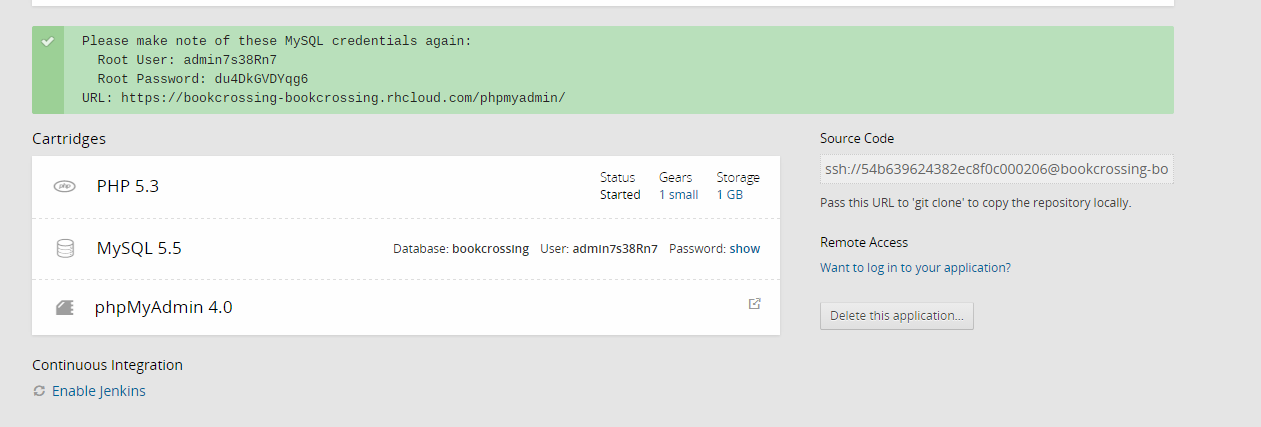 Please make note of these MySQL credentials again:
Root User: admin7s38Rn7
Root Password: du4DkGVDYqg6
URL: https://bookcrossing-bookcrossing.rhcloud.com/phpmyadmin/
Cartridges
php
PHP 5.3
Status Gears Storage
Started 1 small 1 GB
MySQL 5.5
Database: bookcrossing User: admin7s38Rn7 Password: show
phpMyAdmin 4.0
Continuous Integration
Enable Jenkins
Source Code
ssh://54b639624382ec8f0c000206@bookcrossing-bo
Pass this URL to 'git clone' to copy the repository locally.
Remote Access
Want to log in to your application?
Delete this application...